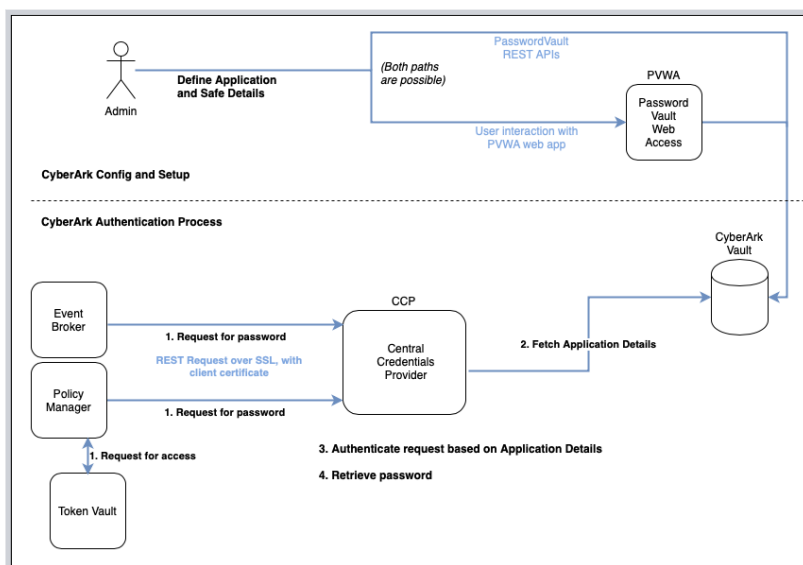 PasswordVault
REST APIs
(Both paths
are possible)
Define Application
and Safe Details
Admin
PVWA
Password
Vault
Web
Access
User interaction with
PVWA web app
CyberArk Config and Setup
CyberArk Authentication Process
CyberArk
Vault
Event
Broker
CCP
Central
Credentials
Provider
1. Request for password
2. Fetch Application Details
REST Request over SSL, with
client certificate
Policy
Manager
1. Request for password
3. Authenticate request based on Application Details
1. Request for access
4. Retrieve password
Token Vault